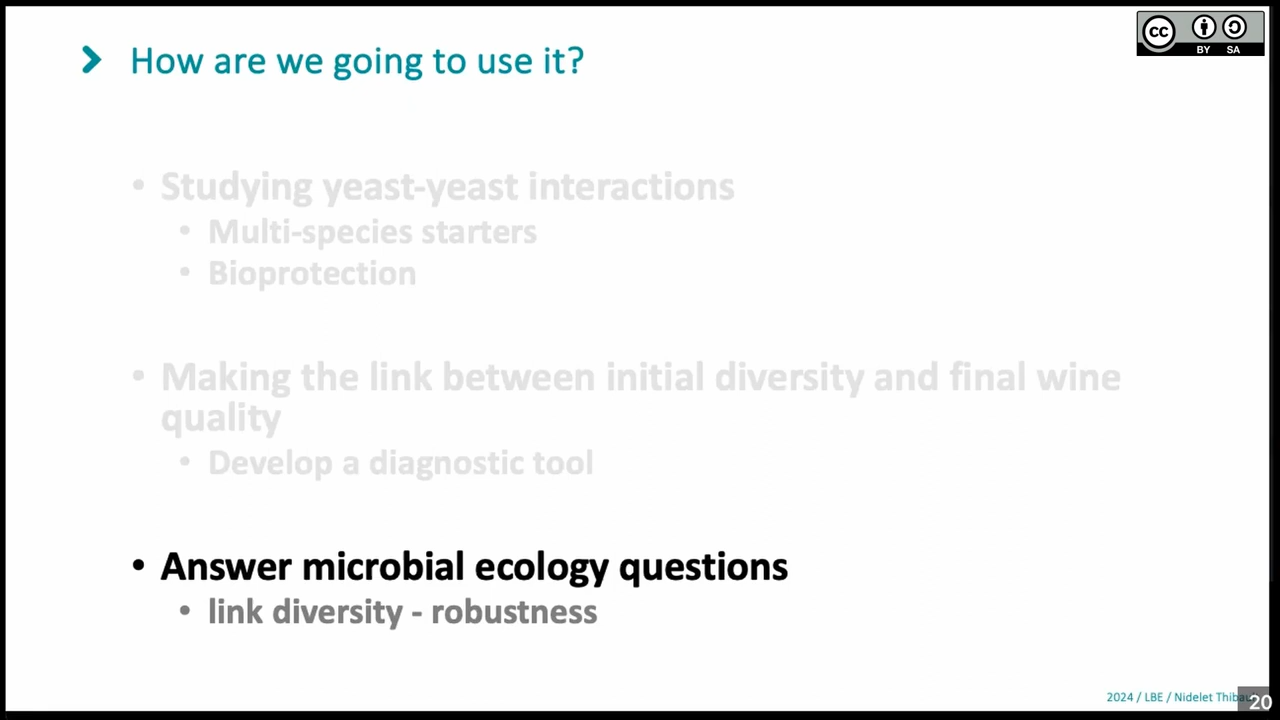 How are we going to use it?
CC BY SA
• Studying yeast-yeast interactions
• Multi-species starters
• Bioprotection
• Making the link between initial diversity and final wine
quality
• Develop a diagnostic tool
• Answer microbial ecology questions
• link diversity - robustness
2024 / LBE / Nidelet
20